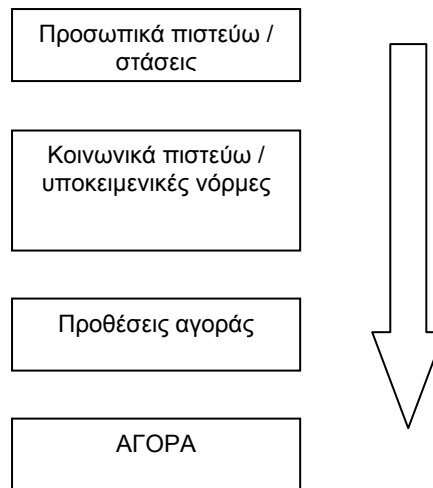 Προσωπικά πιστεύω /
στάσεις
Κοινωνικά πιστεύω /
υποκειμενικές νόρμες
Προθέσεις αγοράς
ΑΓΟΡΑ